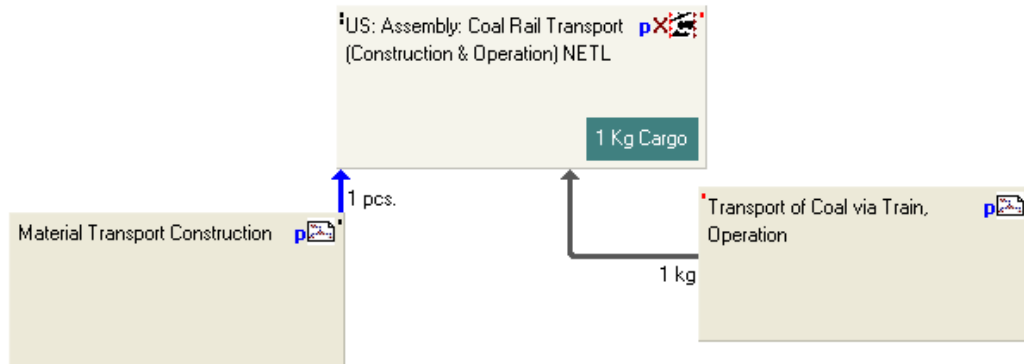 US: Assembly: Coal Rail Transport pX
(Construction & Operation) NETL
1 Kg Cargo
1 pcs.
Material Transport Construction p
Transport of Coal via Train, p
Operation
1 kg